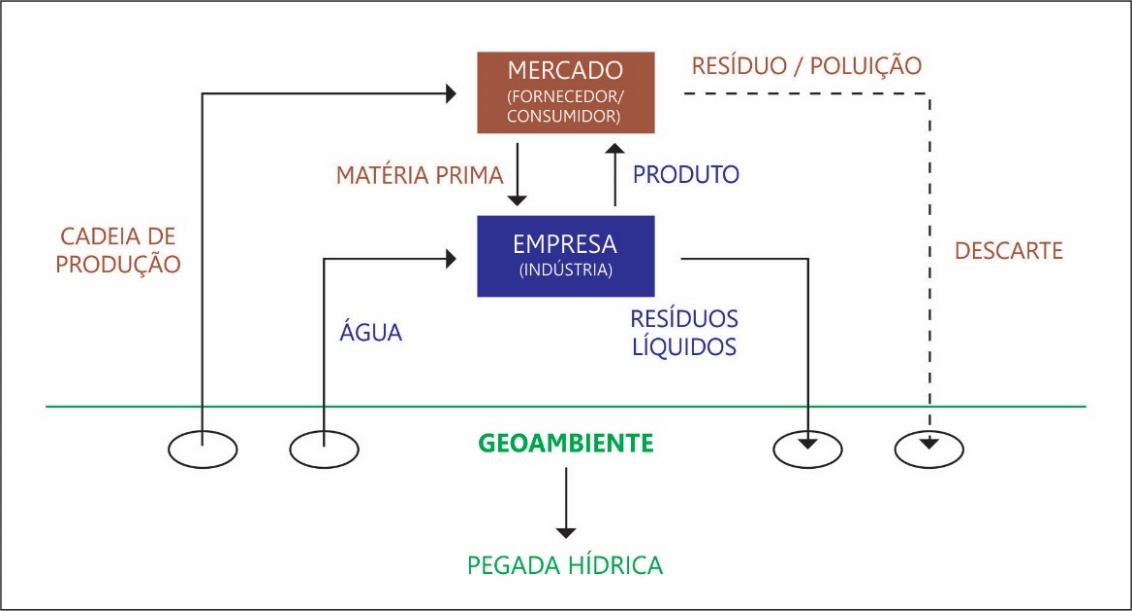 MERCADO
(FORNECEDOR/
CONSUMIDOR)
RESÍDUO / POLUIÇÃO
MATÉRIA PRIMA
PRODUTO
CADEIA DE
PRODUÇÃO
EMPRESA
(INDÚSTRIA)
DESCARTE
ÁGUA
RESÍDUOS
LÍQUIDOS
GEOAMBIENTE
PEGADA HÍDRICA